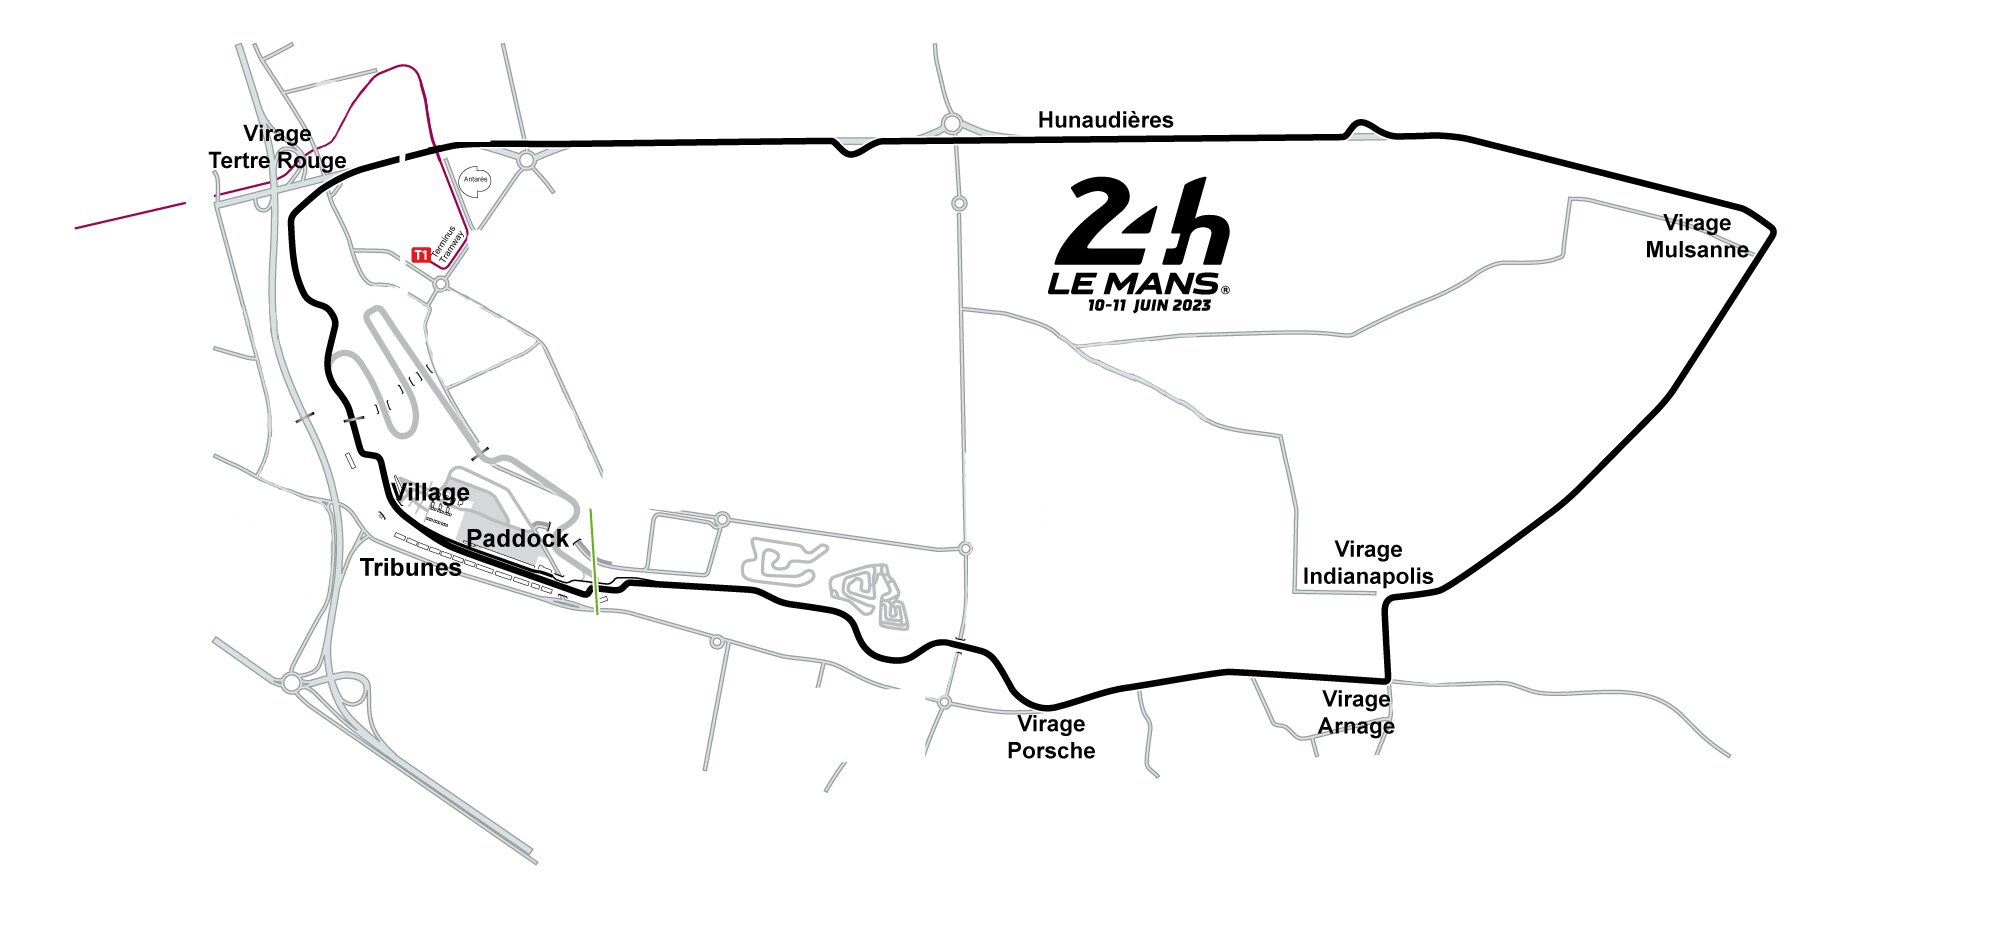 Virage
Tertre Rouge
Hunaudières
Antarès
Terminus
Tramway
T1
24h
LE MANS®
10-11 JUIN 2023
Virage
Mulsanne
Village
Paddock
Tribunes
Virage
Indianapolis
Virage
Arnage
Virage
Porsche